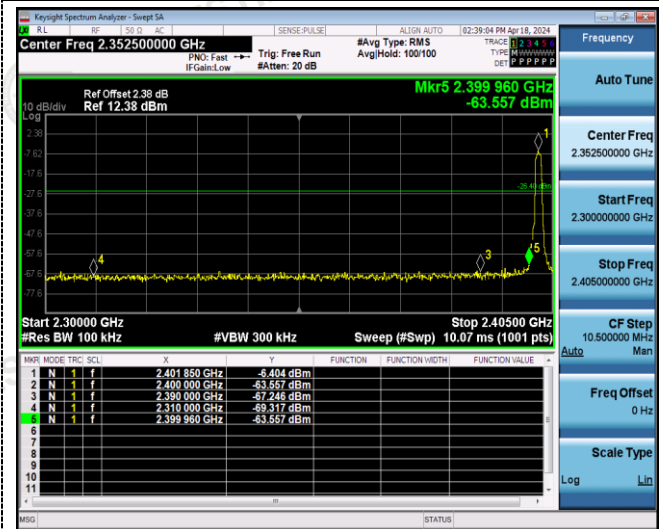 Keysight Spectrum Analyzer - Swept SA
RL RF 50 Ω AC SENSE:PULSE ALIGN AUTO 02:39:04 PM Apr 18, 2024
Center Freq 2.352500000 GHz
PNO: Fast
IFGain:Low
Trig: Free Run
#Atten: 20 dB
#Avg Type: RMS
Avg|Hold: 100/100
TRACE 1 2 3 4 5 6
TYPE M WWWWW
DET P P P P P P
Ref Offset 2.38 dB
Ref 12.38 dBm
10 dB/div
Log
Mkr5 2.399 960 GHz
-63.557 dBm
2.38
-7.62
-17.6
-27.6
-37.6
-47.6
-57.6
-67.6
-77.6
1
-26.40 dBm
4
3
5
Start 2.30000 GHz
Stop 2.40500 GHz
#Res BW 100 kHz
#VBW 300 kHz
Sweep (#Swp) 10.07 ms (1001 pts)
MKR MODE TRC SCL X Y FUNCTION FUNCTION WIDTH FUNCTION VALUE
1 N 1 f 2.401 850 GHz -6.404 dBm
2 N 1 f 2.400 000 GHz -63.557 dBm
3 N 1 f 2.390 000 GHz -67.246 dBm
4 N 1 f 2.310 000 GHz -69.317 dBm
5 N 1 f 2.399 960 GHz -63.557 dBm
6
7
8
9
10
11
MSG
STATUS
Frequency
Auto Tune
Center Freq
2.352500000 GHz
Start Freq
2.300000000 GHz
Stop Freq
2.405000000 GHz
CF Step
10.500000 MHz
Auto Man
Freq Offset
0 Hz
Scale Type
Log Lin